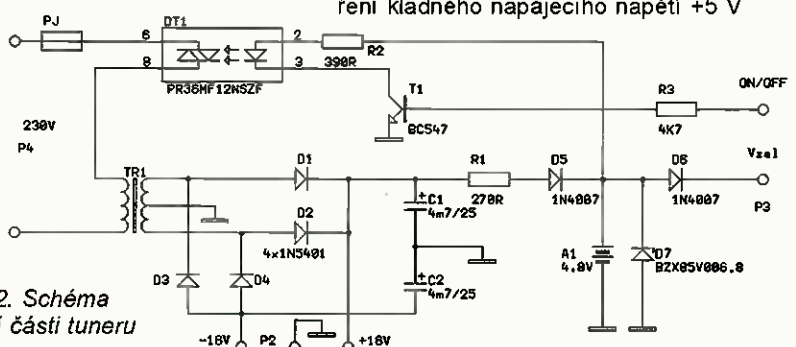 ření kladného napájecího napětí +5 V
PJ
6
DT1
2
R2
390R
8
3
PR36MF12NSZF
T1
BC547
R3
4K7
ON/OFF
230V
P4
TR1
D1
D2
4x1N5401
R1
270R
D5
1N4007
D6
1N4007
Vzal
P3
+
C1
4m7/25
+
C2
4m7/25
D3
D4
A1
4.8V
D7
BZX85V006.8
2. Schéma
í části tuneru
-18V
P2
+18V